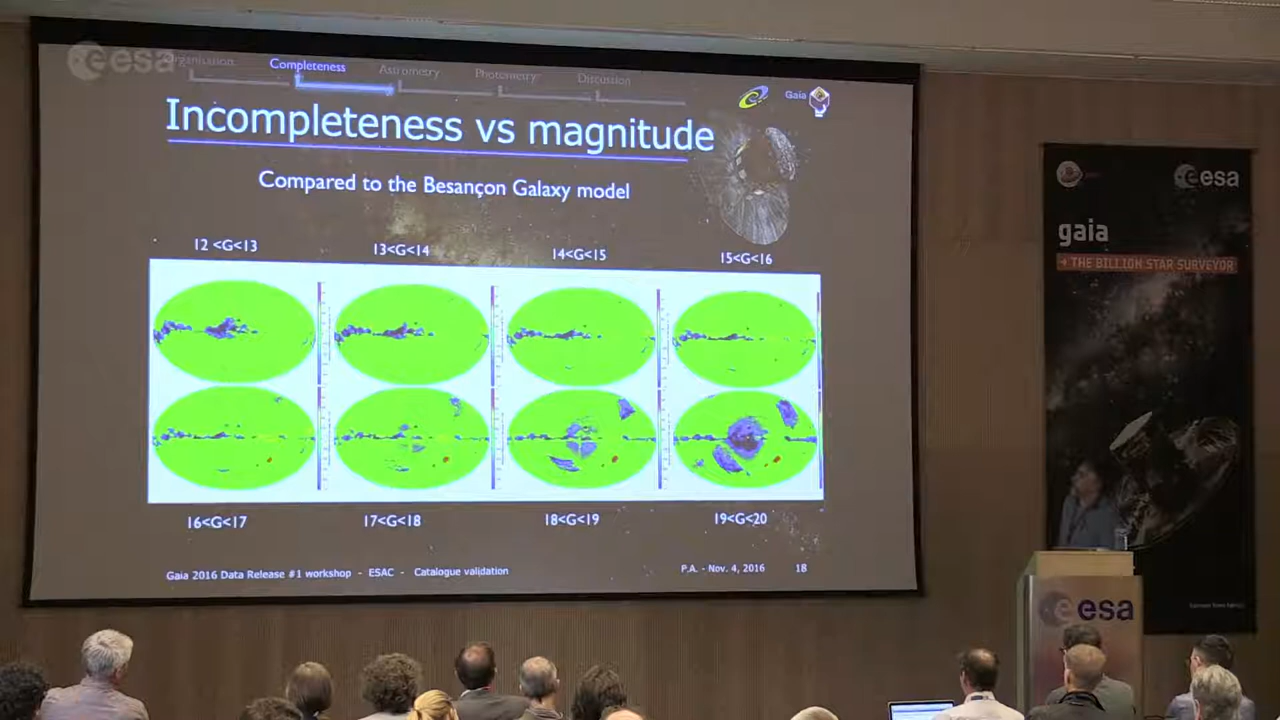 esa
Organisation
Completeness
Astrometry
Photometry
Discussion
Gaia
Incompleteness vs magnitude
Compared to the Besançon Galaxy model
12 <G<13
13<G<14
14<G<15
15<G<16
16<G<17
17<G<18
18<G<19
19<G<20
Gaia 2016 Data Release #1 workshop - ESAC - Catalogue validation
P.A. - Nov. 4, 2016
18
esa
gaia
→ THE BILLION STAR SURVEYOR
esa